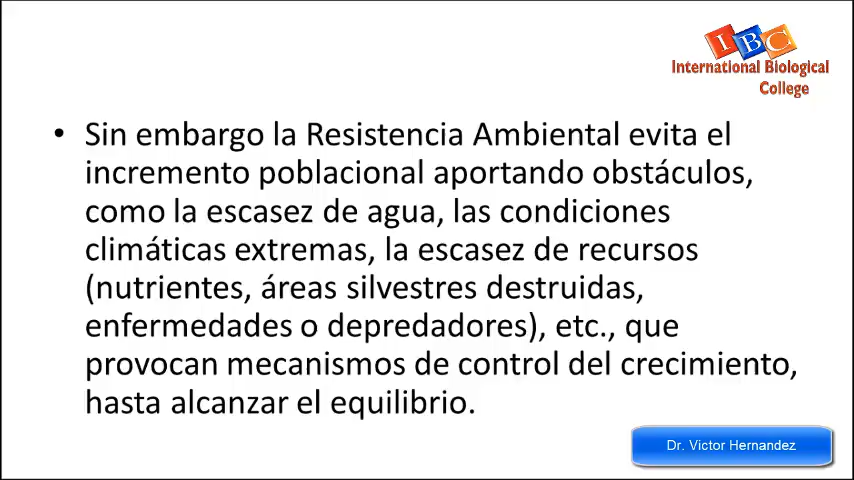 IBC
International Biological
College
• Sin embargo la Resistencia Ambiental evita el
incremento poblacional aportando obstáculos,
como la escasez de agua, las condiciones
climáticas extremas, la escasez de recursos
(nutrientes, áreas silvestres destruidas,
enfermedades o depredadores), etc., que
provocan mecanismos de control del crecimiento,
hasta alcanzar el equilibrio.
Dr. Victor Hernandez